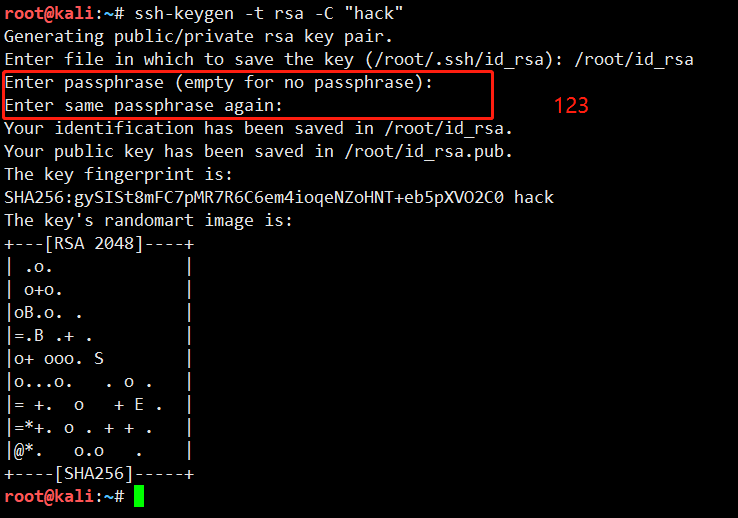 root@kali:~# ssh-keygen -t rsa -C "hack"
Generating public/private rsa key pair.
Enter file in which to save the key (/root/.ssh/id_rsa): /root/id_rsa
Enter passphrase (empty for no passphrase):
Enter same passphrase again:
123
Your identification has been saved in /root/id_rsa.
Your public key has been saved in /root/id_rsa.pub.
The key fingerprint is:
SHA256:gySISt8mFC7pMR7R6C6em4ioqeNZoHNT+eb5pXVO2C0 hack
The key's randomart image is:
+---[RSA 2048]----+
| .o.             |
| o+o.            |
|oB.o. .          |
|=.B .+ .         |
|o+ ooo. S        |
|o...o.   . o .   |
|= +.  o   + E .  |
|=*+. o . + + .   |
|@*.   o.o   .    |
+----[SHA256]-----+
root@kali:~#